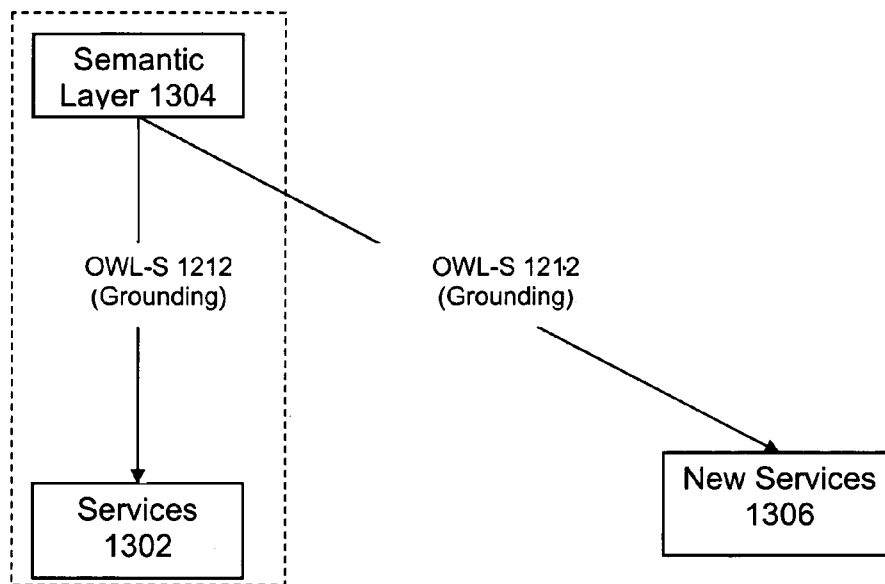 Semantic
Layer 1304
OWL-S 1212
(Grounding)
OWL-S 1212
(Grounding)
Services
1302
New Services
1306